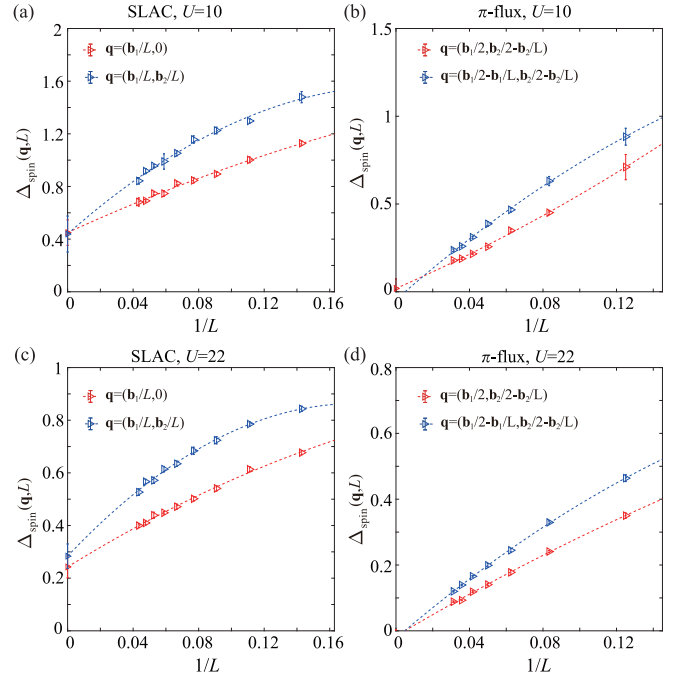 (a) SLAC, U=10
q=(b₁/L,0)
q=(b₁/L,b₂/L)
Δspin(q,L)
2
1.6
1.2
0.8
0.4
0
0 0.04 0.08 0.12 0.16
1/L
(b) π-flux, U=10
q=(b₁/2,b₂/2-b₂/L)
q=(b₁/2-b₁/L,b₂/2-b₂/L)
Δspin(q,L)
1.5
1
0.5
0
0 0.04 0.08 0.12
1/L
(c) SLAC, U=22
q=(b₁/L,0)
q=(b₁/L,b₂/L)
Δspin(q,L)
1
0.8
0.6
0.4
0.2
0
0 0.04 0.08 0.12 0.16
1/L
(d) π-flux, U=22
q=(b₁/2,b₂/2-b₂/L)
q=(b₁/2-b₁/L,b₂/2-b₂/L)
Δspin(q,L)
0.8
0.6
0.4
0.2
0
0 0.04 0.08 0.12
1/L